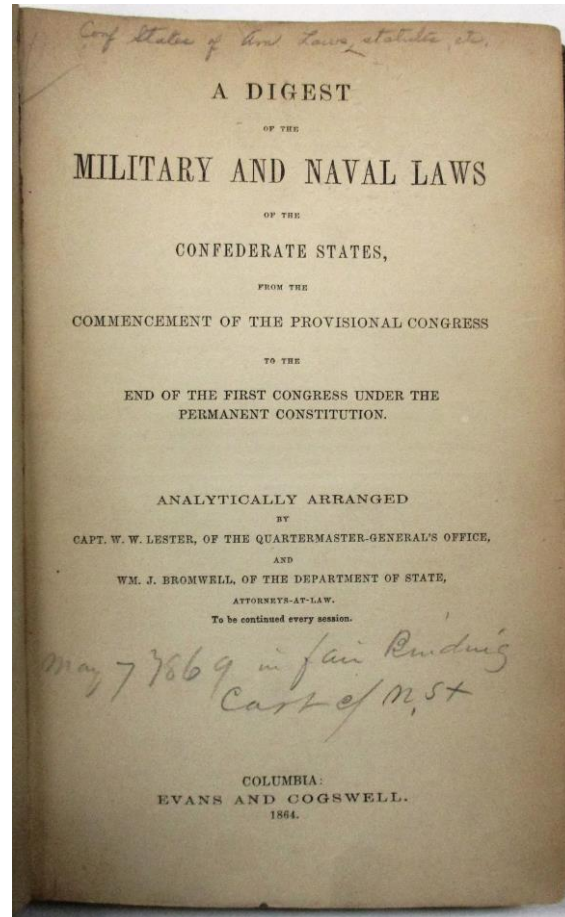 Conf States of Am Laws, statutes, etc.
A DIGEST
OF THE
MILITARY AND NAVAL LAWS
OF THE
CONFEDERATE STATES,
FROM THE
COMMENCEMENT OF THE PROVISIONAL CONGRESS
TO THE
END OF THE FIRST CONGRESS UNDER THE
PERMANENT CONSTITUTION.
ANALYTICALLY ARRANGED
BY
CAPT. W. W. LESTER, OF THE QUARTERMASTER-GENERAL'S OFFICE,
AND
WM. J. BROMWELL, OF THE DEPARTMENT OF STATE,
ATTORNEYS-AT-LAW.
To be continued every session.
May 7 1869 in fair Binding
COLUMBIA:
EVANS AND COGSWELL.
1864.